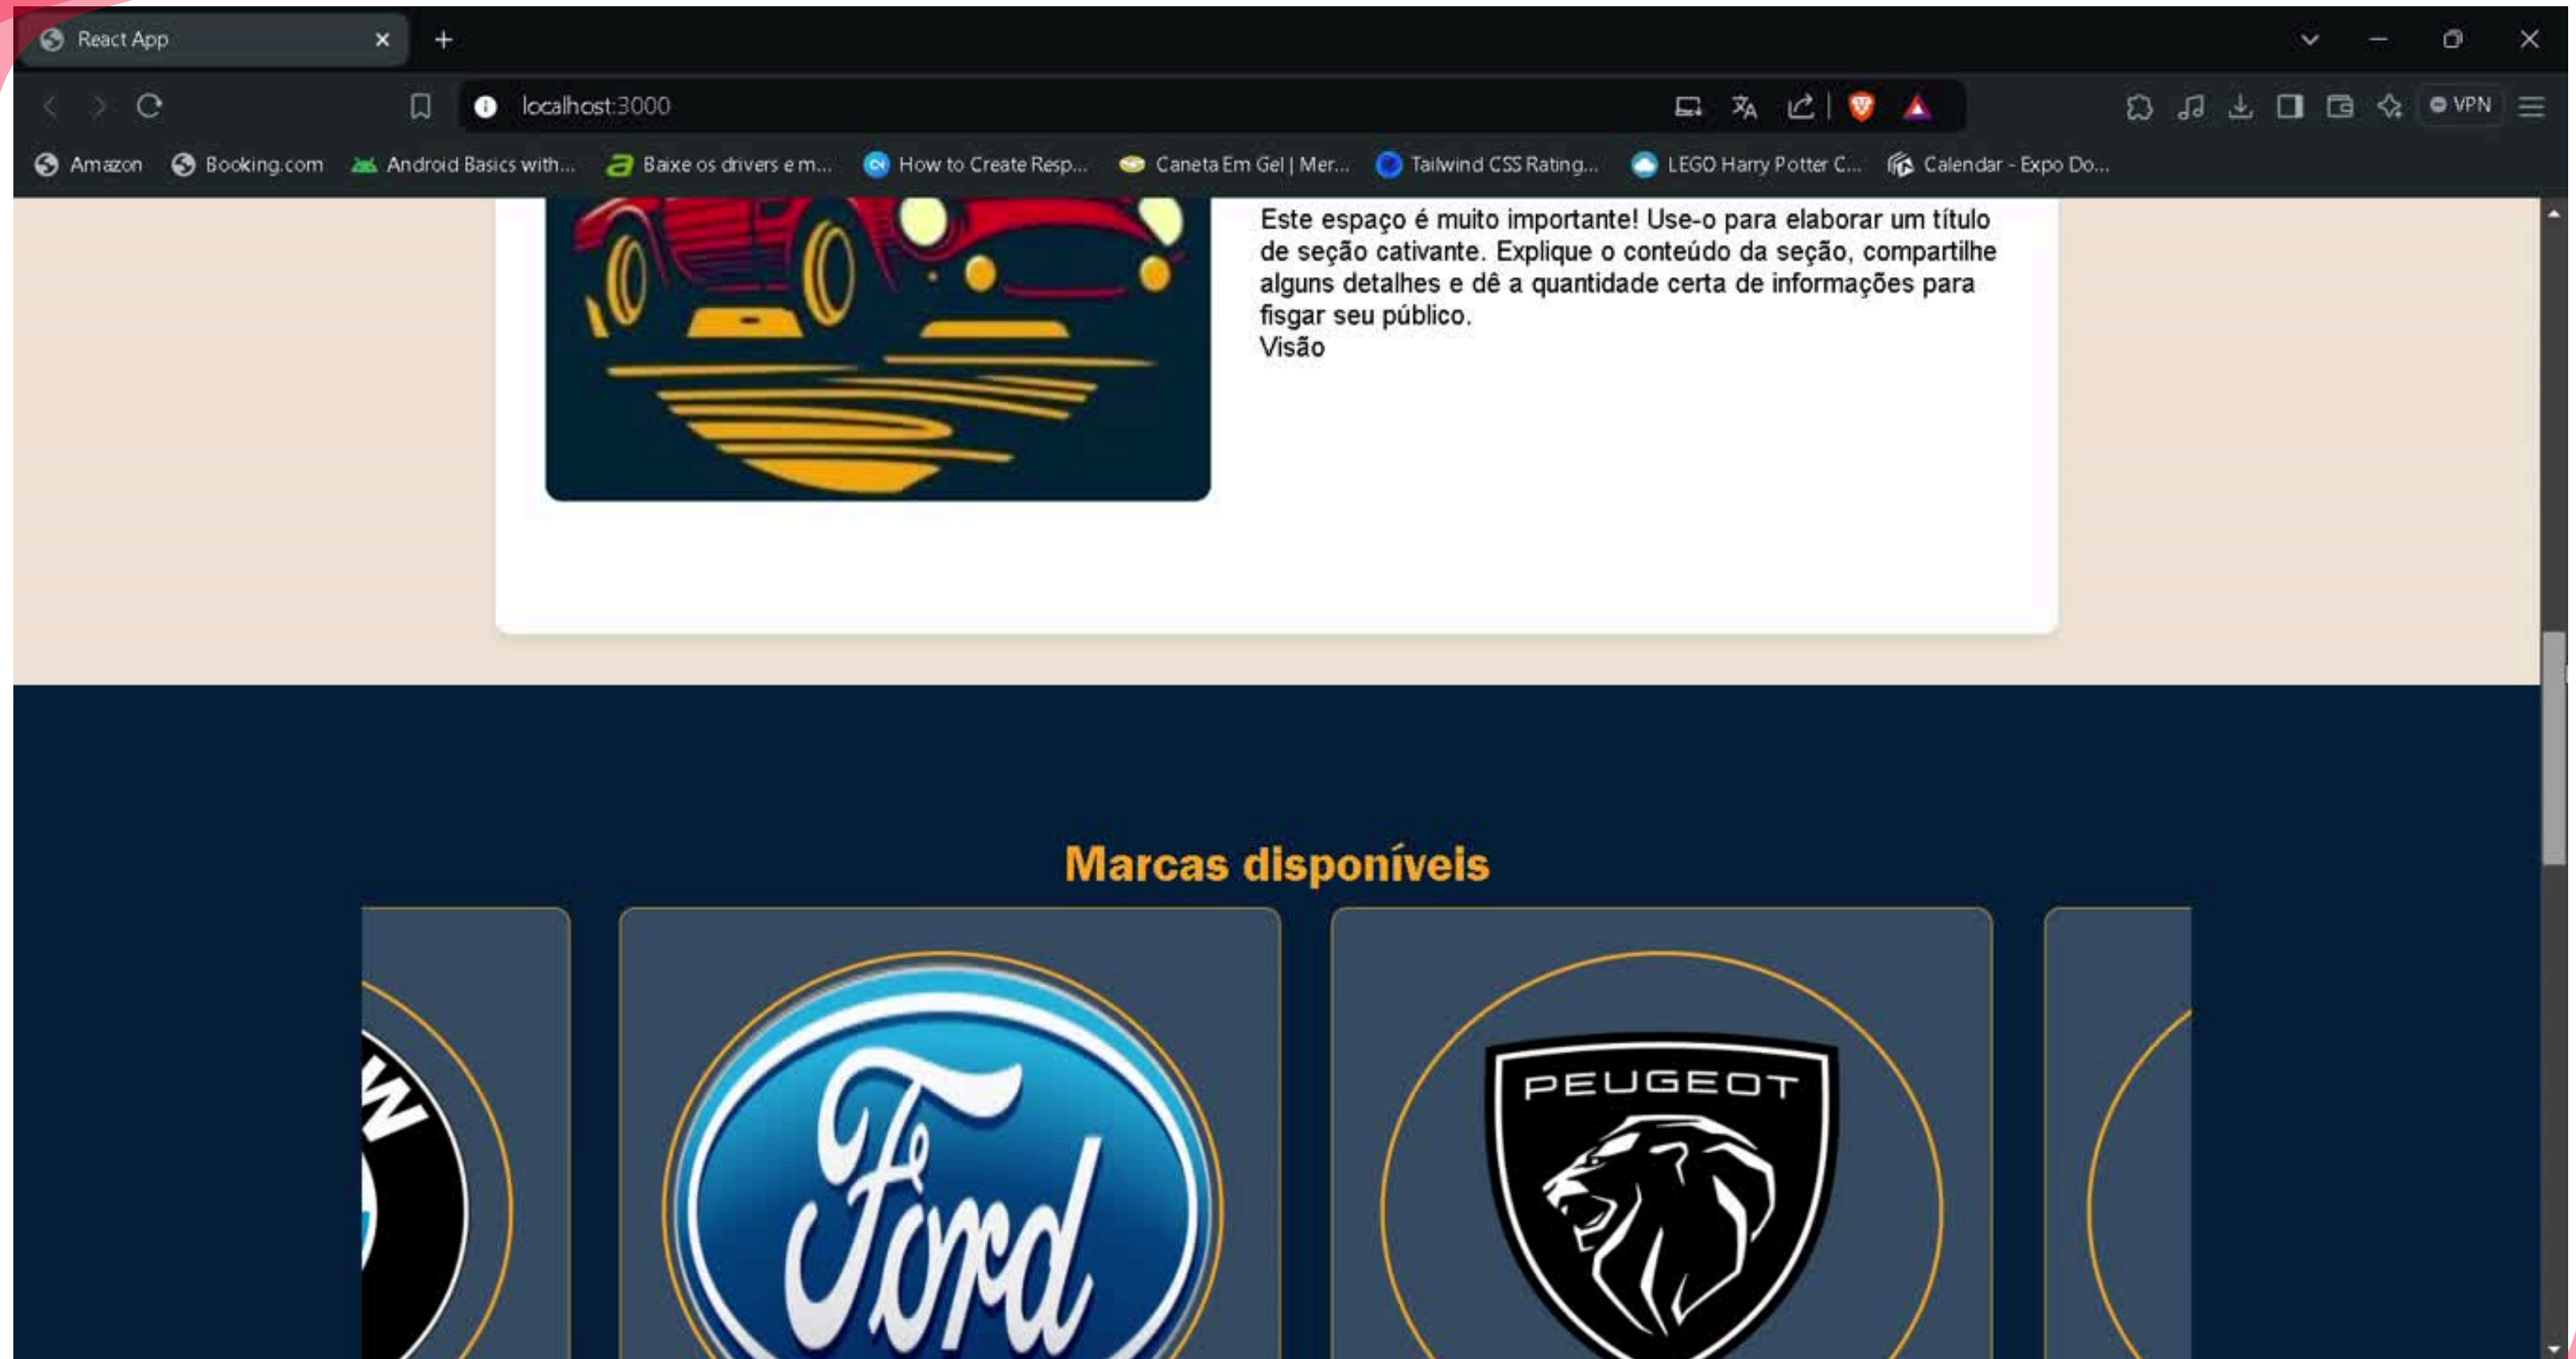 React App
localhost:3000
VPN
Amazon
Booking.com
Android Basics with...
Baixe os drivers e m...
How to Create Resp...
Caneta Em Gel | Mer...
Tailwind CSS Rating...
LEGO Harry Potter C...
Calendar - Expo Do...
Este espaço é muito importante! Use-o para elaborar um título
de seção cativante. Explique o conteúdo da seção, compartilhe
alguns detalhes e dê a quantidade certa de informações para
fisgar seu público.
Visão
Marcas disponíveis
W
Ford
PEUGEOT